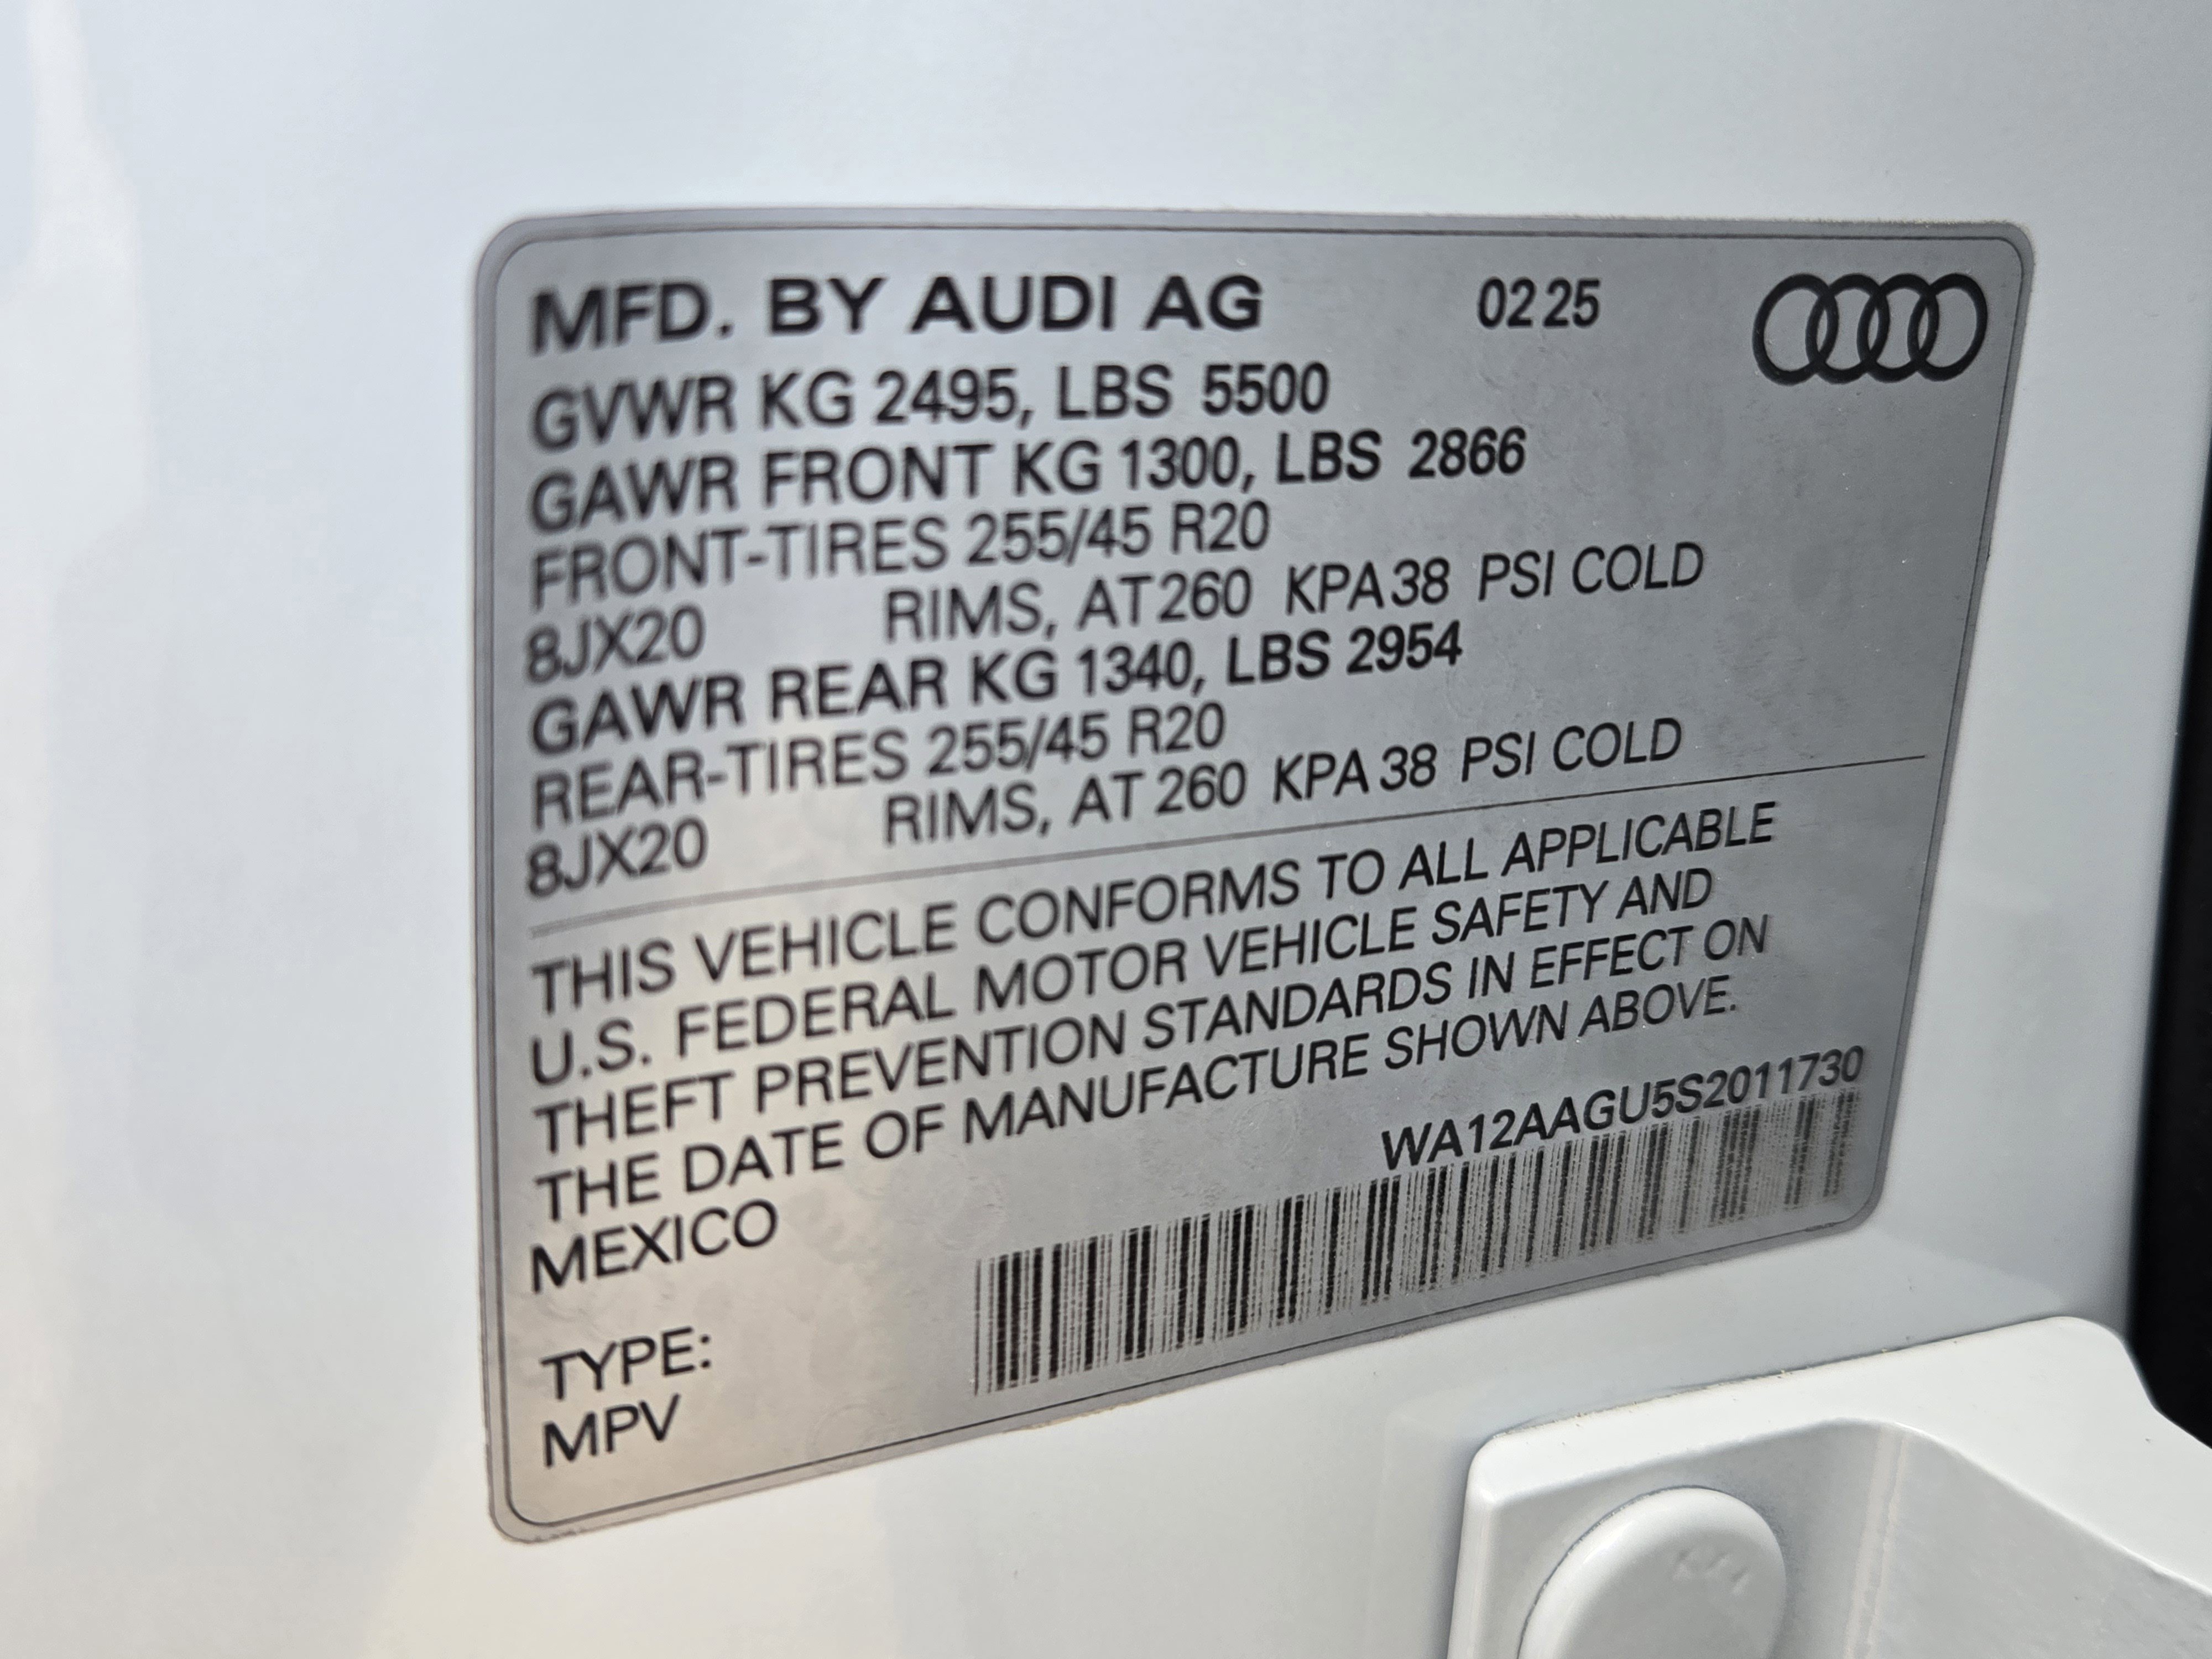 MFD. BY AUDI AG 02 25
GVWR KG 2495, LBS 5500
GAWR FRONT KG 1300, LBS 2866
FRONT-TIRES 255/45 R20
8JX20 RIMS, AT 260 KPA 38 PSI COLD
GAWR REAR KG 1340, LBS 2954
REAR-TIRES 255/45 R20
8JX20 RIMS, AT 260 KPA 38 PSI COLD
THIS VEHICLE CONFORMS TO ALL APPLICABLE
U.S. FEDERAL MOTOR VEHICLE SAFETY AND
THEFT PREVENTION STANDARDS IN EFFECT ON
THE DATE OF MANUFACTURE SHOWN ABOVE.
MEXICO
WA12AAGU5S2011730
TYPE:
MPV